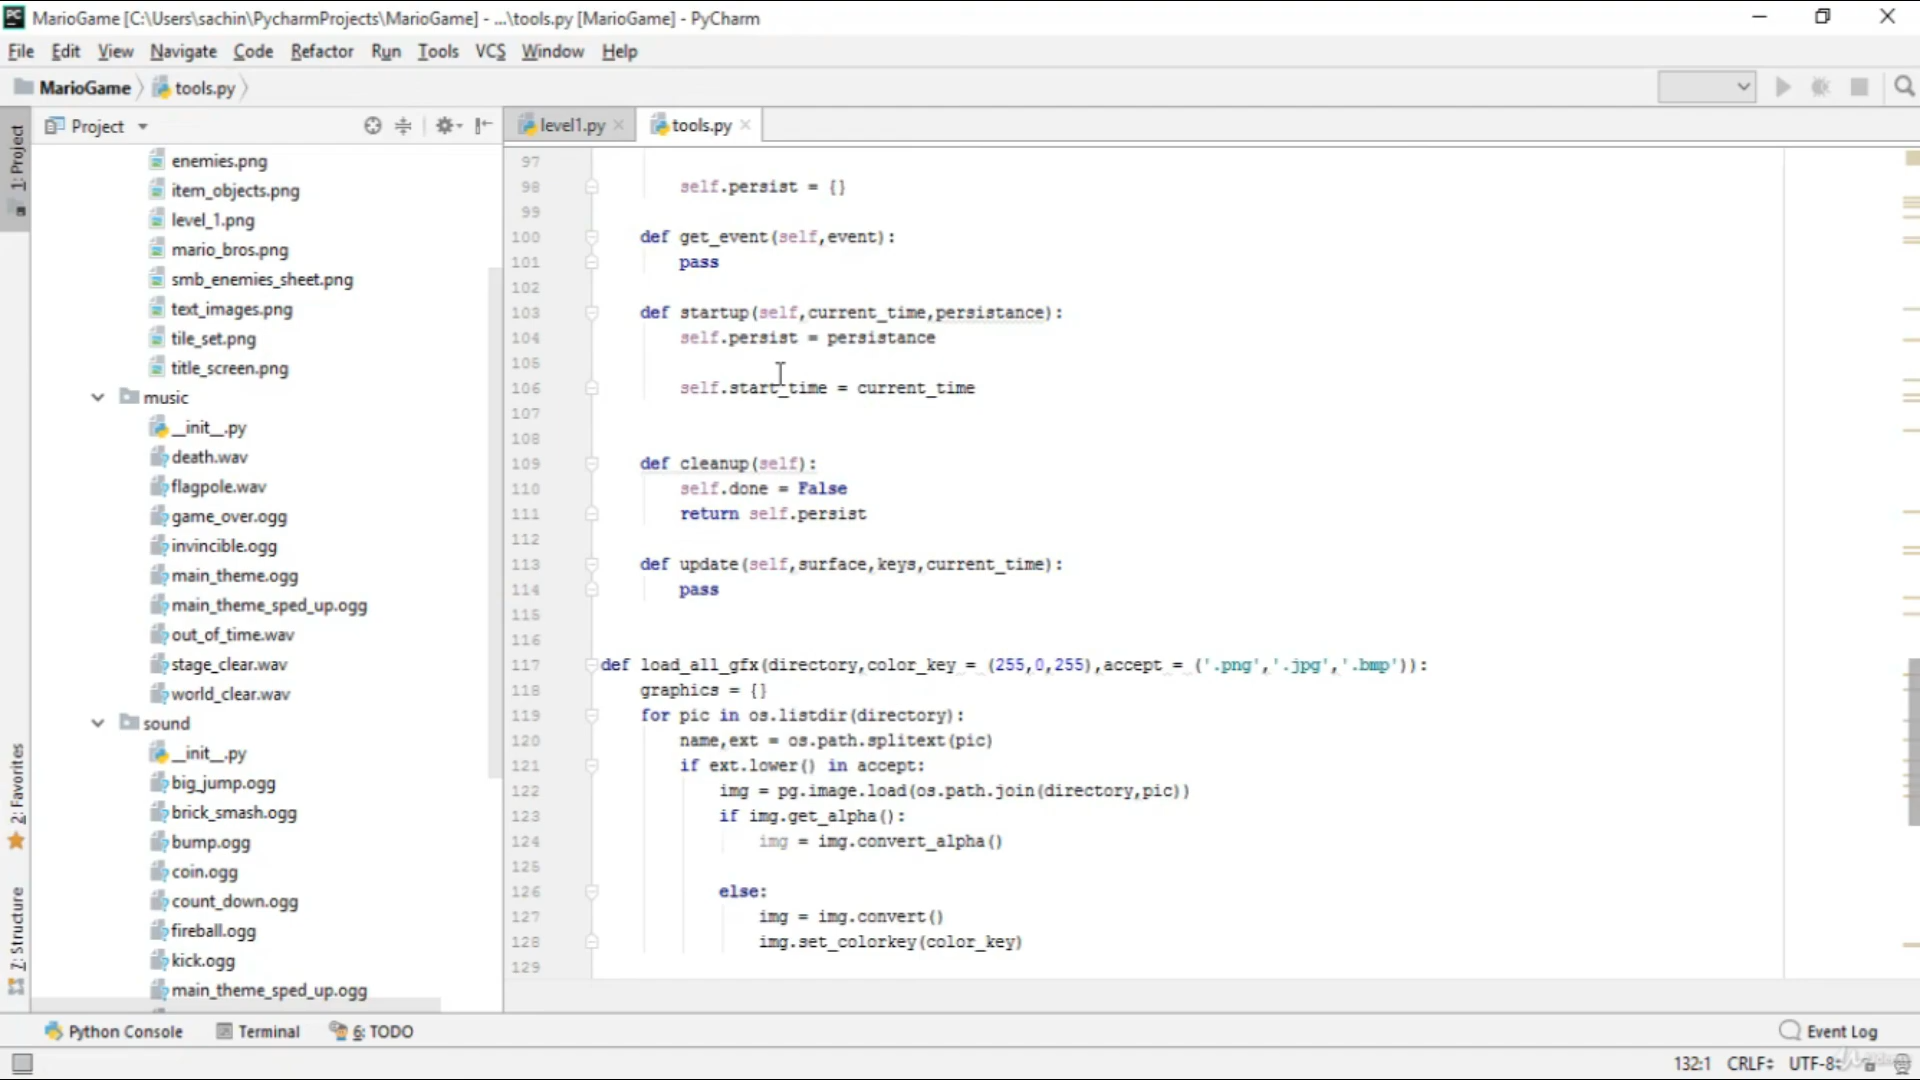 MarioGame [C:\Users\sachin\PycharmProjects\MarioGame] - ...\tools.py [MarioGame] - PyCharm
File Edit View Navigate Code Refactor Run Tools VCS Window Help
MarioGame tools.py
Project
level1.py
tools.py
1: Project
2: Favorites
7: Structure
enemies.png
item_objects.png
level_1.png
mario_bros.png
smb_enemies_sheet.png
text_images.png
tile_set.png
title_screen.png
music
__init__.py
death.wav
flagpole.wav
game_over.ogg
invincible.ogg
main_theme.ogg
main_theme_sped_up.ogg
out_of_time.wav
stage_clear.wav
world_clear.wav
sound
__init__.py
big_jump.ogg
brick_smash.ogg
bump.ogg
coin.ogg
count_down.ogg
fireball.ogg
kick.ogg
main_theme_sped_up.ogg
97
98 self.persist = {}
99
100 def get_event(self,event):
101 pass
102
103 def startup(self,current_time,persistance):
104 self.persist = persistance
105
106 self.start_time = current_time
107
108
109 def cleanup(self):
110 self.done = False
111 return self.persist
112
113 def update(self,surface,keys,current_time):
114 pass
115
116
117 def load_all_gfx(directory,color_key = (255,0,255),accept = ('.png','.jpg','.bmp')):
118 graphics = {}
119 for pic in os.listdir(directory):
120 name,ext = os.path.splitext(pic)
121 if ext.lower() in accept:
122 img = pg.image.load(os.path.join(directory,pic))
123 if img.get_alpha():
124 img = img.convert_alpha()
125
126 else:
127 img = img.convert()
128 img.set_colorkey(color_key)
129
Python Console Terminal 6: TODO Event Log
132:1 CRLF UTF-8